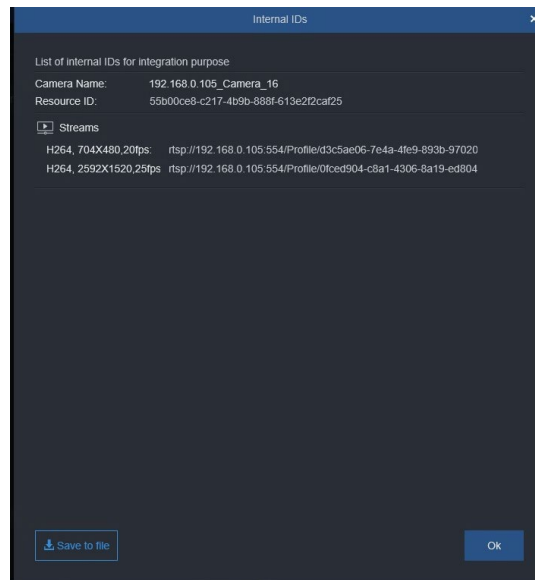 Internal IDs
List of internal IDs for integration purpose
Camera Name: 192.168.0.105_Camera_16
Resource ID: 55b00ce8-c217-4b9b-888f-613e2f2caf25
Streams
H264, 704X480,20fps: rtsp://192.168.0.105:554/Profile/d3c5ae06-7e4a-4fe9-893b-97020
H264, 2592X1520,25fps rtsp://192.168.0.105:554/Profile/0fced904-c8a1-4306-8a19-ed804
Save to file
Ok